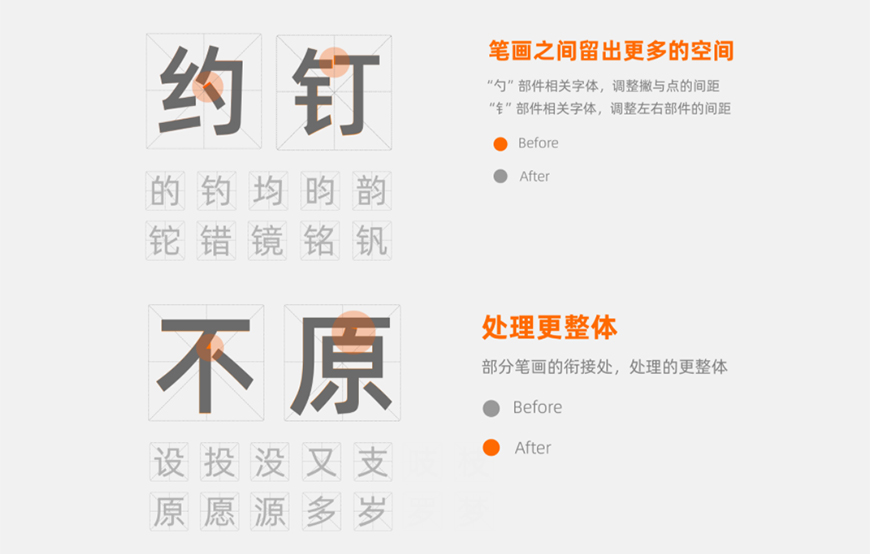 约 钉
笔画之间留出更多的空间
“勺”部件相关字体，调整撇与点的间距
“钅”部件相关字体，调整左右部件的间距
Before
After
的 钓 均 昀 韵
铊 错 镜 铭 钒
不 原
处理更整体
部分笔画的衔接处，处理的更整体
Before
After
设 投 没 又 支
原 愿 源 多 岁